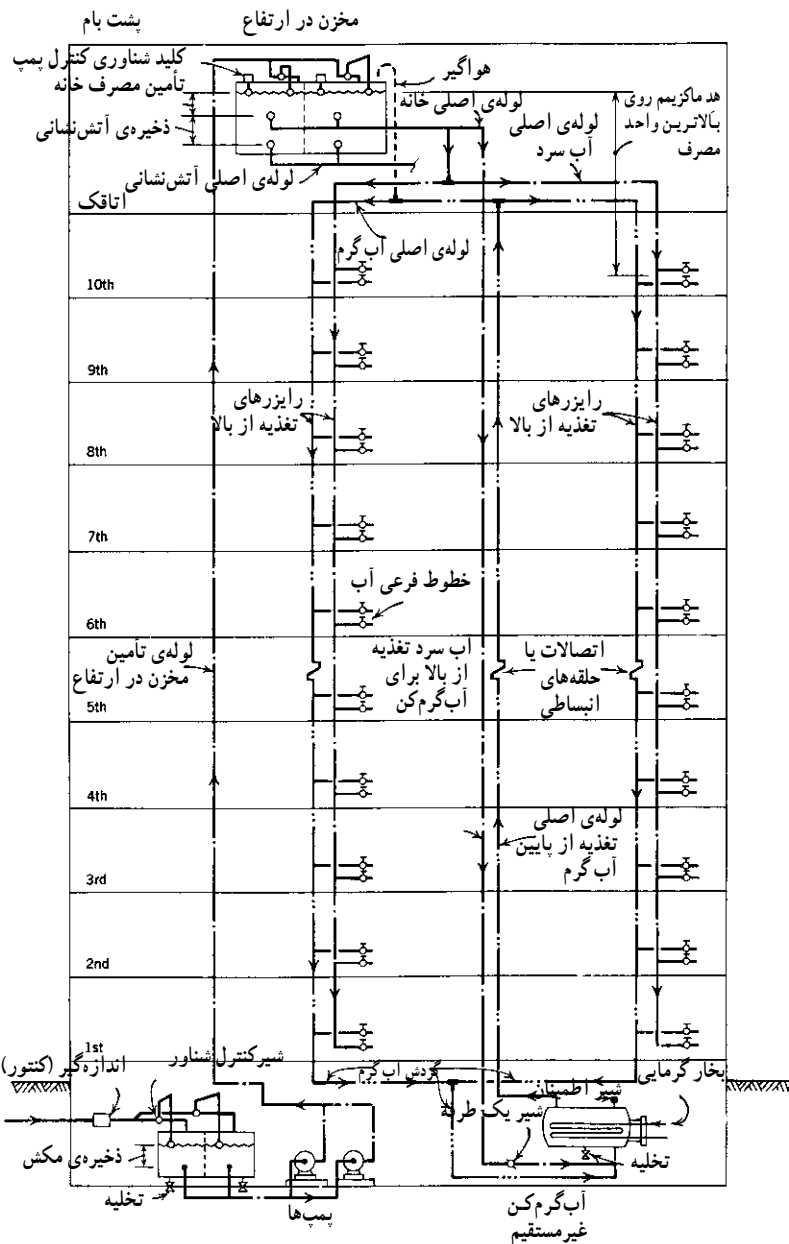 پشت بام
مخزن در ارتفاع
کلید شناوری کنترل پمپ
تأمین مصرف خانه
ذخیره‌ی آتش‌نشانی
هواگیر
لوله‌ی اصلی خانه
لوله‌ی اصلی
آب سرد
هد ماکزیمم روی
بالاترین واحد
مصرف
لوله‌ی اصلی آتش‌نشانی
اتاقک
لوله‌ی اصلی آب گرم
10th
9th
رایزرهای
تغذیه از بالا
رایزرهای
تغذیه از بالا
8th
7th
خطوط فرعی آب
6th
لوله‌ی تأمین
مخزن در ارتفاع
آب سرد تغذیه
از بالا برای
آب‌گرم‌کن
اتصالات یا
حلقه‌های
انبساطی
5th
4th
لوله‌ی اصلی
تغذیه از پایین
آب گرم
3rd
2nd
1st
اندازه‌گیر (کنتور)
شیرکنترل شناور
گردش آب گرم
بخار گرمایی
شیر اطمینان
شیر یک طرفه
ذخیره‌ی مکش
تخلیه
تخلیه
پمپ‌ها
آب‌گرم‌کن
غیرمستقیم